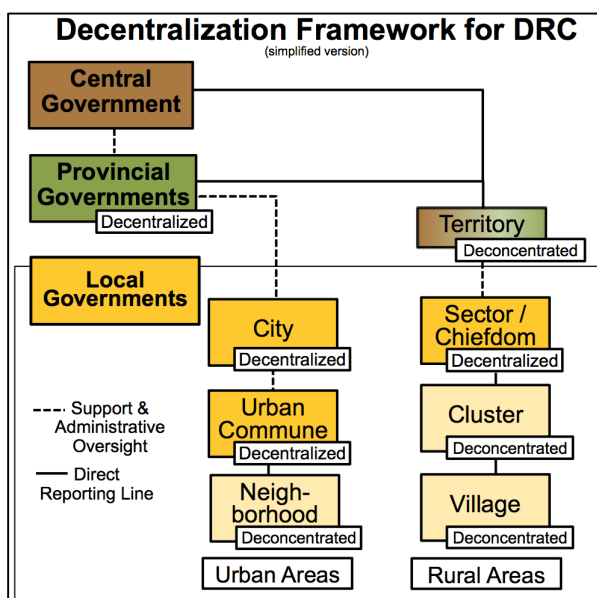 Decentralization Framework for DRC
(simplified version)
Central
Government
Provincial
Governments
Decentralized
Territory
Deconcentrated
Local
Governments
City
Decentralized
Sector /
Chiefdom
Decentralized
Support &
Administrative
Oversight
Direct
Reporting Line
Urban
Commune
Decentralized
Cluster
Deconcentrated
Neigh-
borhood
Deconcentrated
Village
Deconcentrated
Urban Areas
Rural Areas